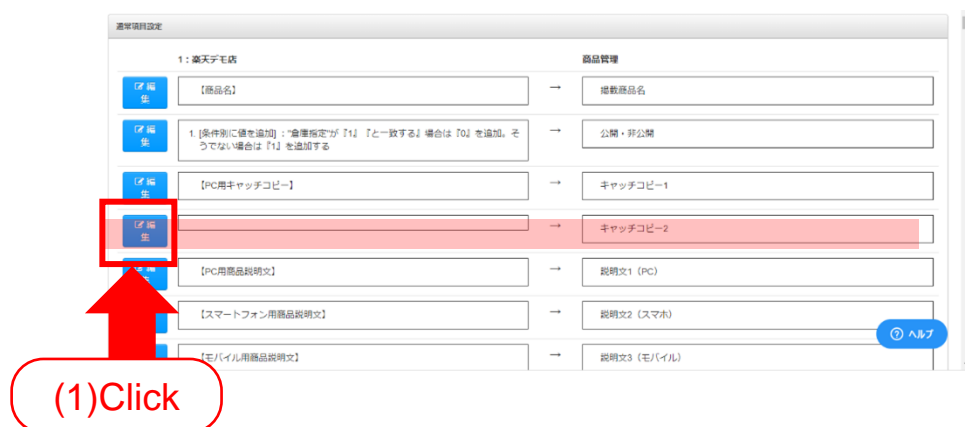 通常項目設定
1：楽天デモ店 商品管理
編集 【商品名】 → 掲載商品名
編集 1. [条件別に値を追加] ："倉庫指定"が『1』『と一致する』場合は『0』を追加。そ
うでない場合は『1』を追加する → 公開・非公開
編集 【PC用キャッチコピー】 → キャッチコピー1
編集 → キャッチコピー2
【PC用商品説明文】 → 説明文1（PC）
【スマートフォン用商品説明文】 → 説明文2（スマホ）
ヘルプ
【モバイル用商品説明文】 → 説明文3（モバイル）
(1)Click